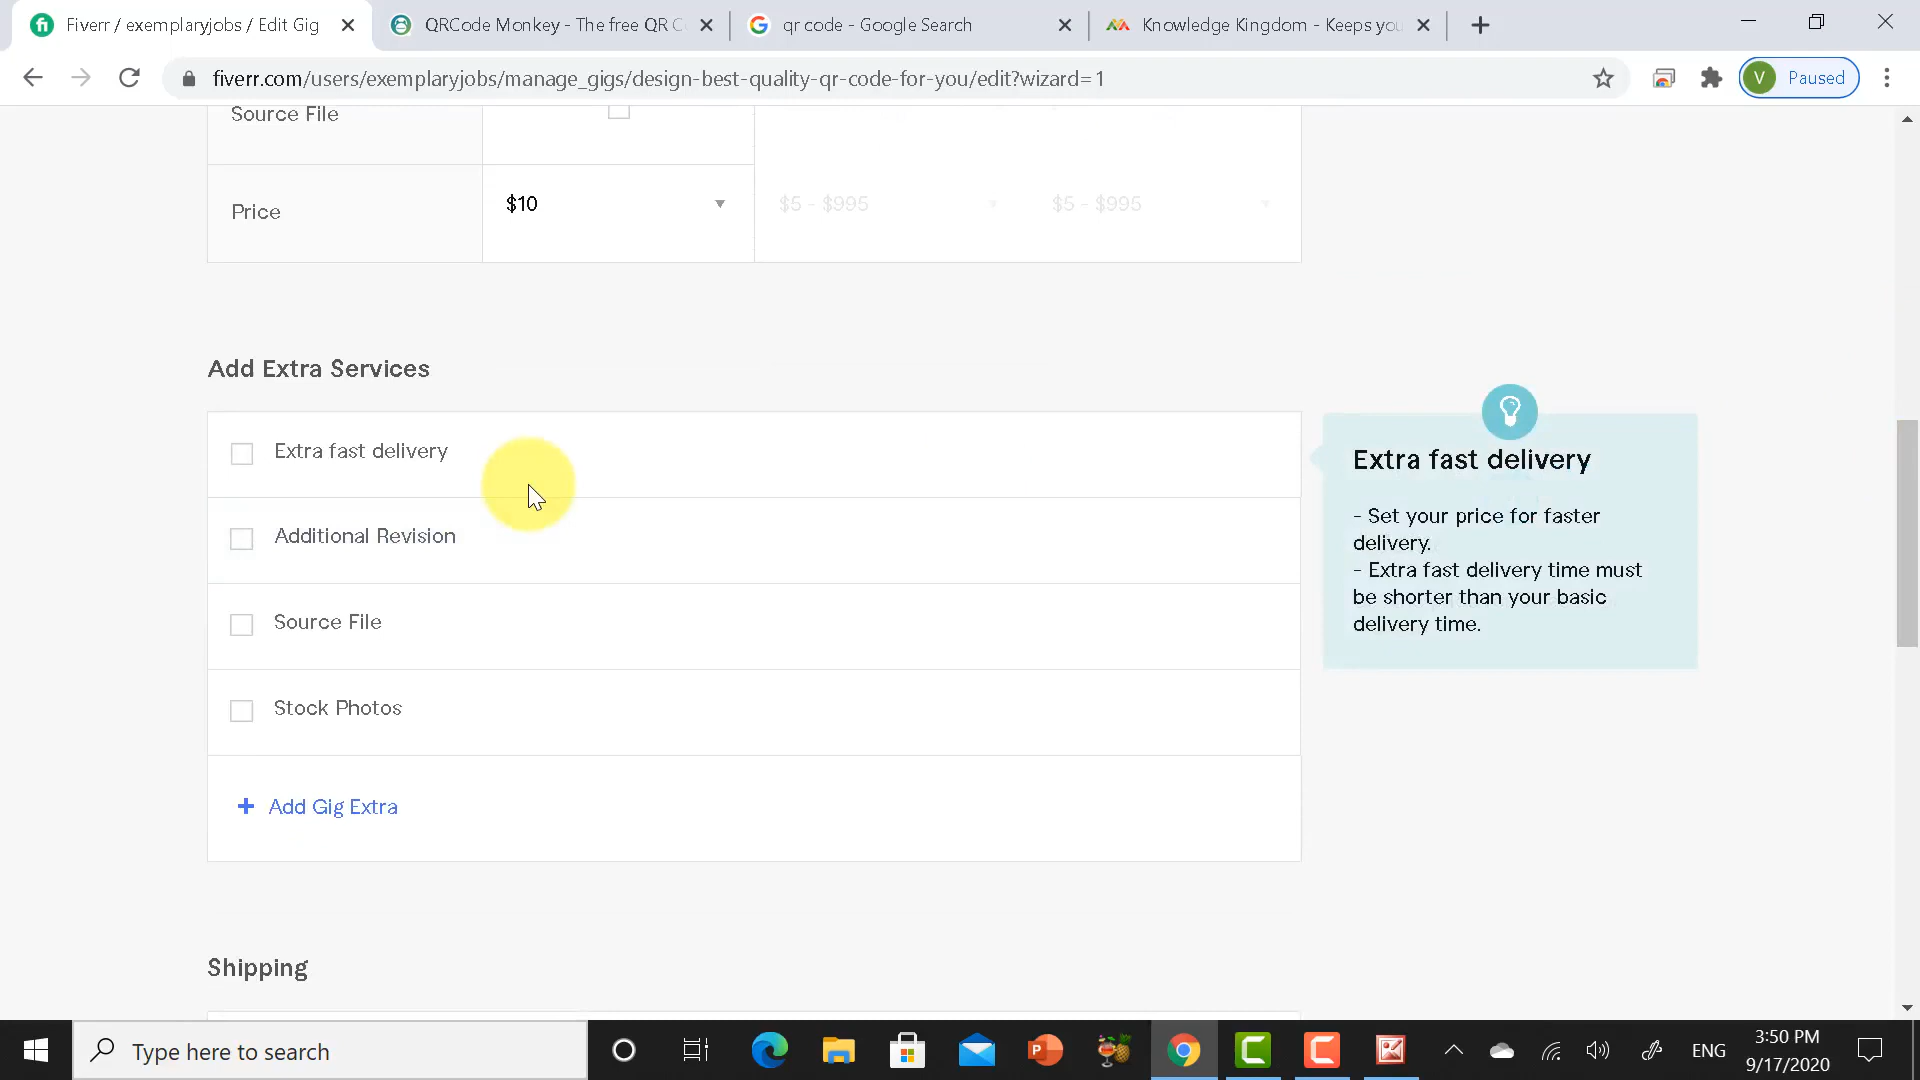 Fiverr / exemplaryjobs / Edit Gig
QRCode Monkey - The free QR C
qr code - Google Search
Knowledge Kingdom - Keeps you
fiverr.com/users/exemplaryjobs/manage_gigs/design-best-quality-qr-code-for-you/edit?wizard=1
V Paused
Source File
Price
$10
$5 - $995
$5 - $995
Add Extra Services
Extra fast delivery
Additional Revision
Source File
Stock Photos
+ Add Gig Extra
Extra fast delivery
- Set your price for faster
delivery.
- Extra fast delivery time must
be shorter than your basic
delivery time.
Shipping
Type here to search
ENG
3:50 PM
9/17/2020